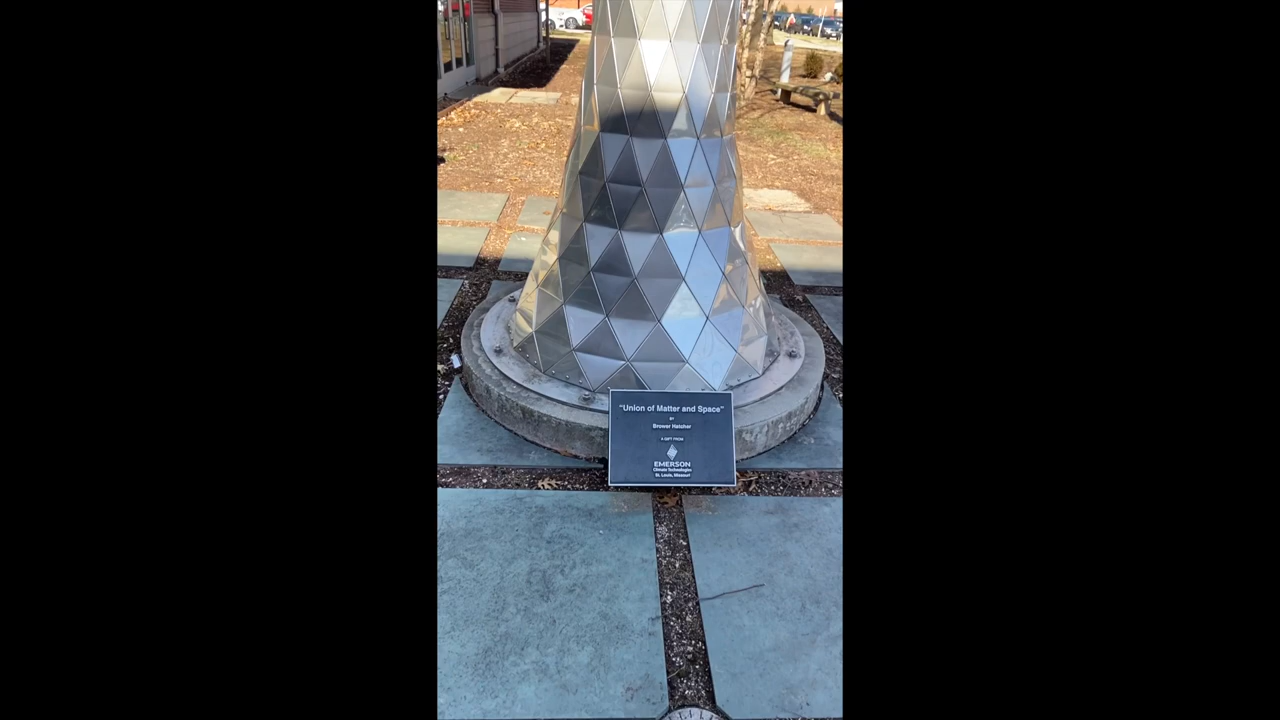 "Union of Matter and Space"
BY
Brower Hatcher
A GIFT FROM
EMERSON
Climate Technologies
St. Louis, Missouri